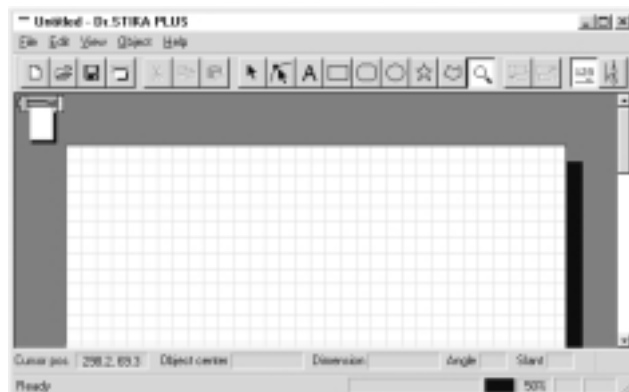 Untitled - Dr.STIKA PLUS
File Edit View Object Help
A
Cursor pos. 298.2, 69.3 Object center Dimension Angle Slant
Ready 50%